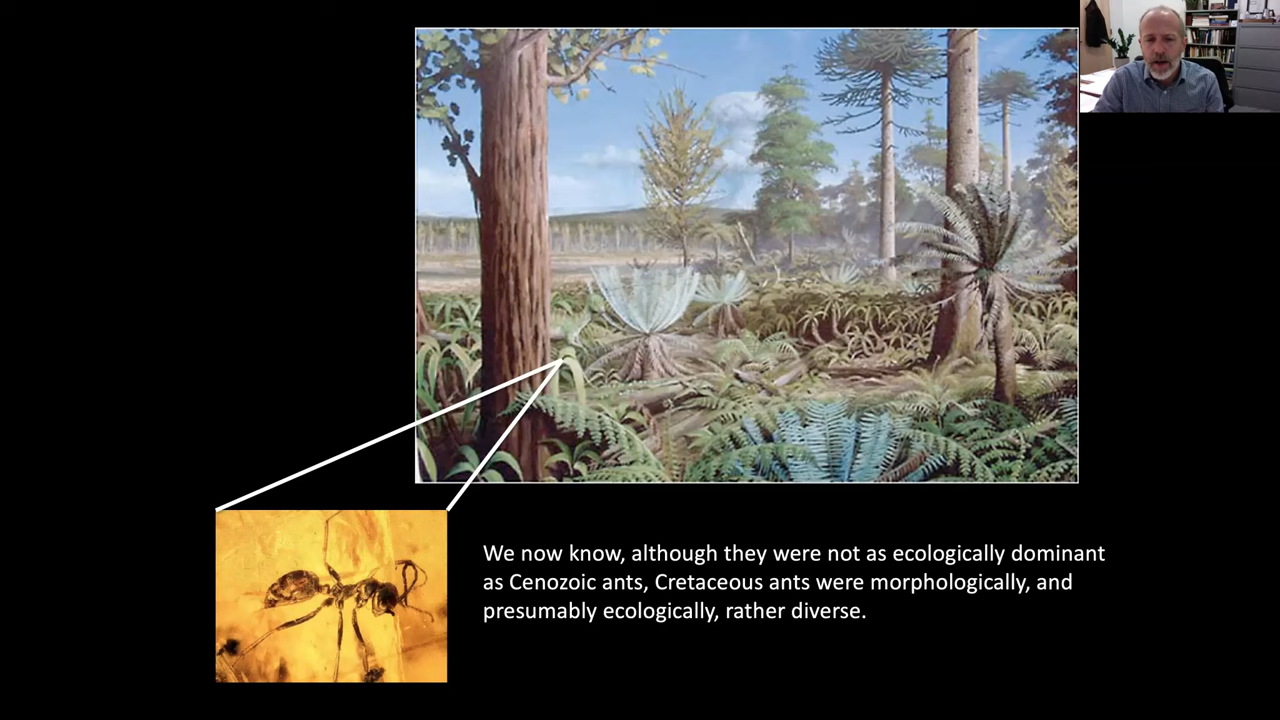 We now know, although they were not as ecologically dominant
as Cenozoic ants, Cretaceous ants were morphologically, and
presumably ecologically, rather diverse.